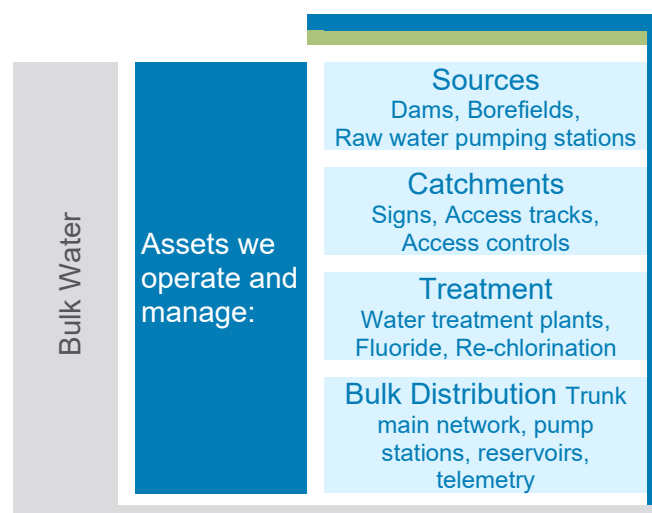 Bulk Water
Assets we
operate and
manage:
Sources
Dams, Borefields,
Raw water pumping stations
Catchments
Signs, Access tracks,
Access controls
Treatment
Water treatment plants,
Fluoride, Re-chlorination
Bulk Distribution Trunk
main network, pump
stations, reservoirs,
telemetry